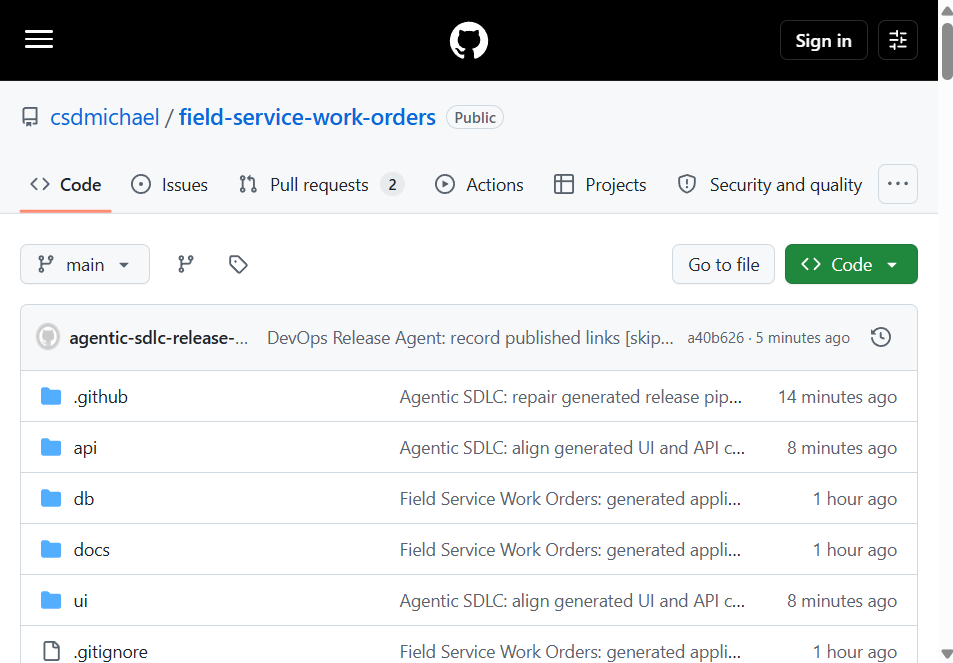 Sign in
csdmichael / field-service-work-orders Public
Code Issues Pull requests 2 Actions Projects Security and quality ...
main Go to file Code
agentic-sdlc-release-... DevOps Release Agent: record published links [skip... a40b626 · 5 minutes ago
.github Agentic SDLC: repair generated release pip... 14 minutes ago
api Agentic SDLC: align generated UI and API c... 8 minutes ago
db Field Service Work Orders: generated appli... 1 hour ago
docs Field Service Work Orders: generated appli... 1 hour ago
ui Agentic SDLC: align generated UI and API c... 8 minutes ago
.gitignore Field Service Work Orders: generated appli... 1 hour ago